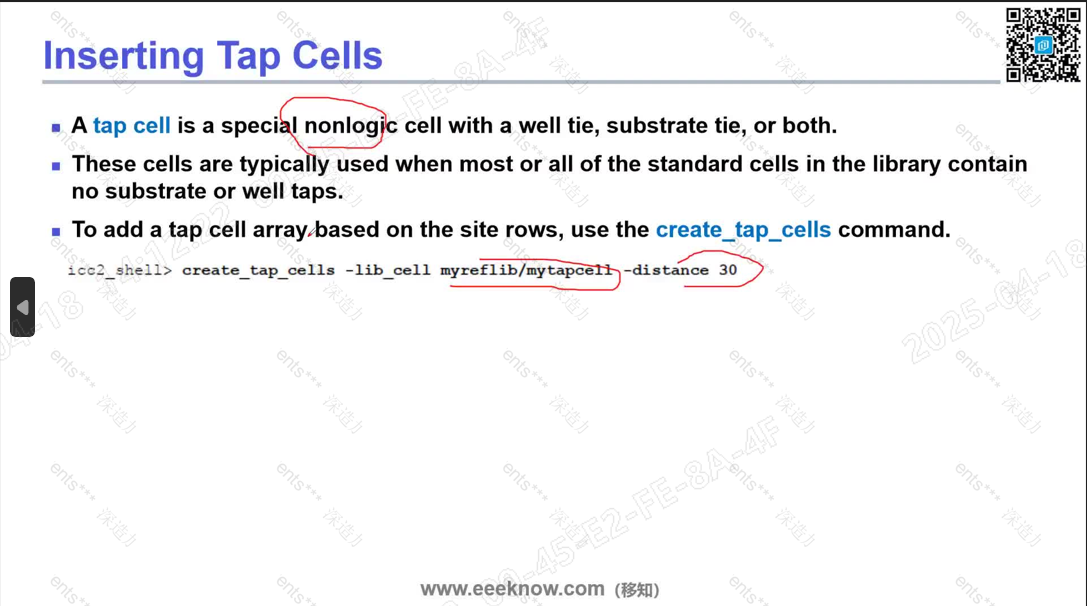 Inserting Tap Cells
A tap cell is a special nonlogic cell with a well tie, substrate tie, or both.
These cells are typically used when most or all of the standard cells in the library contain
no substrate or well taps.
To add a tap cell array based on the site rows, use the create_tap_cells command.
icc2_shell> create_tap_cells -lib_cell myreflib/mytapcell -distance 30
www.eeeknow.com (移知)